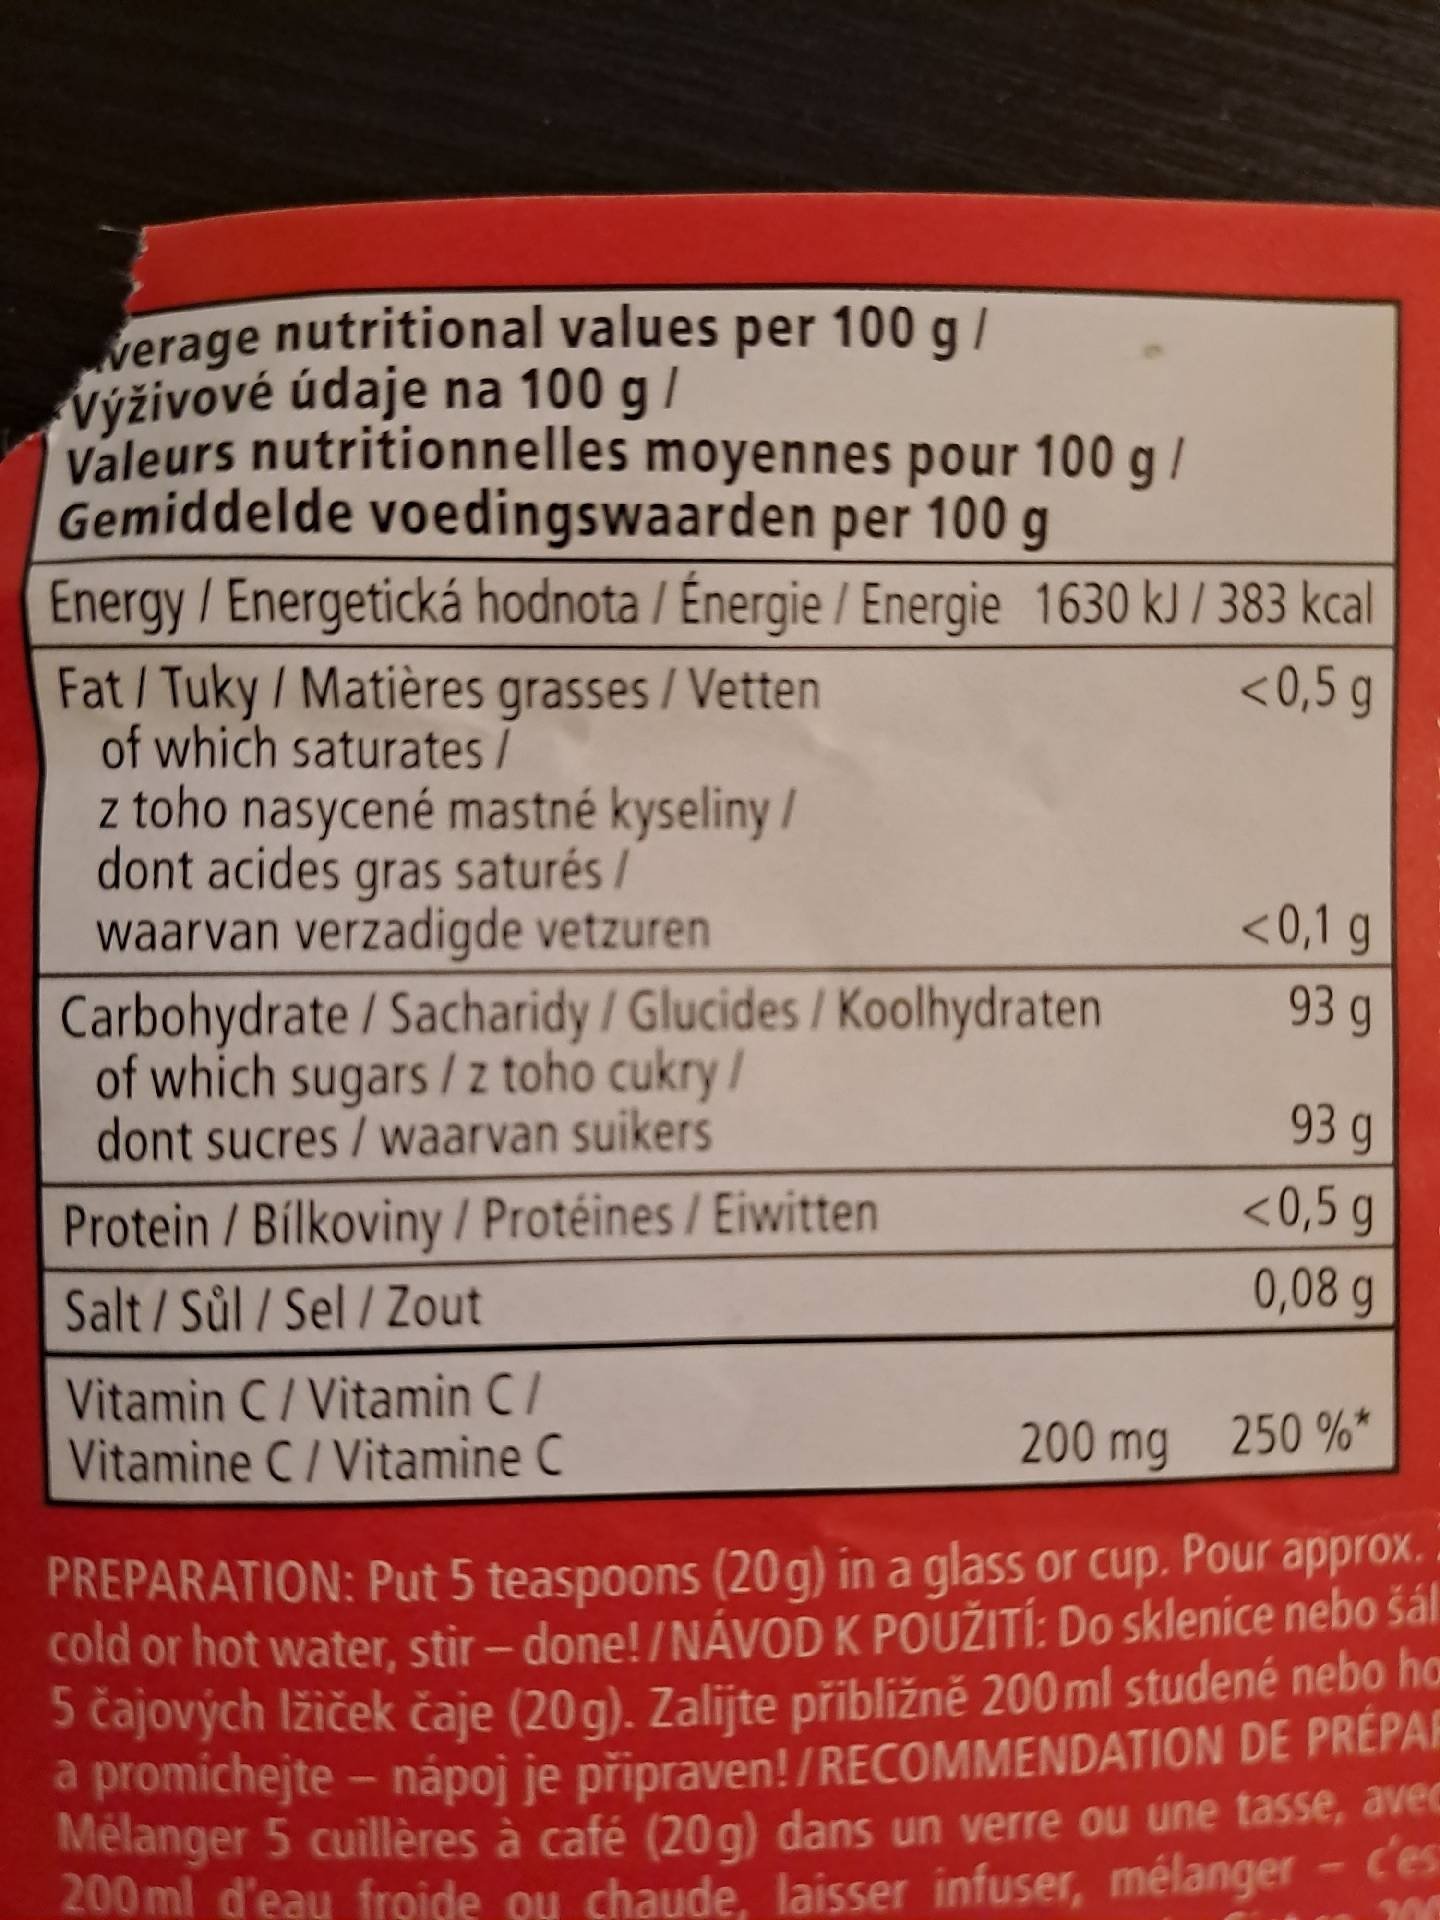 verage nutritional values per 100 g /
Výživové údaje na 100 g /
Valeurs nutritionnelles moyennes pour 100 g /
Gemiddelde voedingswaarden per 100 g
Energy / Energetická hodnota / Énergie / Energie 1630 kJ / 383 kcal
Fat / Tuky / Matières grasses / Vetten <0,5 g
of which saturates /
z toho nasycené mastné kyseliny /
dont acides gras saturés /
waarvan verzadigde vetzuren <0,1 g
Carbohydrate / Sacharidy / Glucides / Koolhydraten 93 g
of which sugars / z toho cukry /
dont sucres / waarvan suikers 93 g
Protein / Bílkoviny / Protéines / Eiwitten <0,5 g
Salt / Sůl / Sel / Zout 0,08 g
Vitamin C / Vitamin C /
Vitamine C / Vitamine C 200 mg 250 %*
PREPARATION: Put 5 teaspoons (20g) in a glass or cup. Pour approx.
cold or hot water, stir – done! / NÁVOD K POUŽITÍ: Do sklenice nebo šál
5 čajových lžiček čaje (20g). Zalijte přibližně 200ml studené nebo ho
a promíchejte – nápoj je připraven! / RECOMMENDATION DE PRÉPAR
Mélanger 5 cuillères à café (20g) dans un verre ou une tasse, avec
200ml d'eau froide ou chaude, laisser infuser, mélanger – c'es